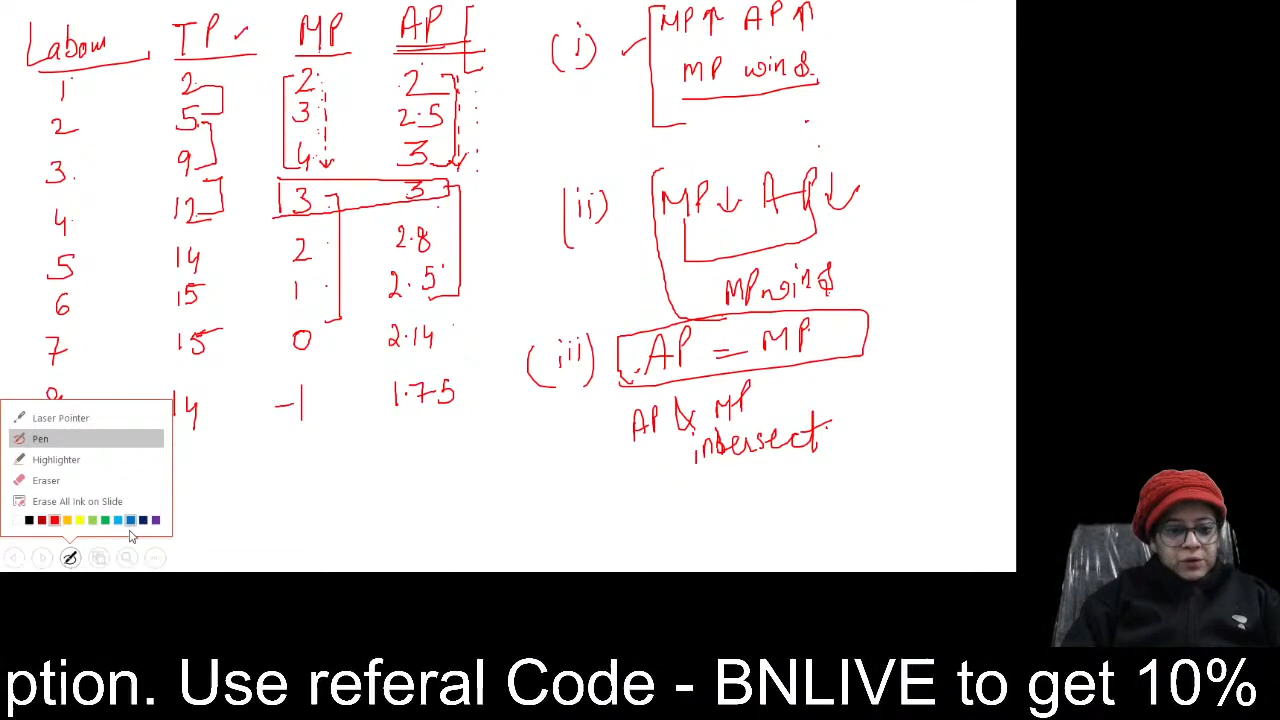 Labour TP MP AP
1 2 2 2
2 5 3 2.5
3 9 4 3
4 12 3 3
5 14 2 2.8
6 15 1 2.5
7 15 0 2.14
14 -1 1.75
(i) MP↑ AP↑
MP wins
(ii) MP↓ AP↓
MP wins
(iii) AP = MP
AP & MP
intersect
Laser Pointer
Pen
Highlighter
Eraser
Erase All Ink on Slide
ption. Use referal Code - BNLIVE to get 10%